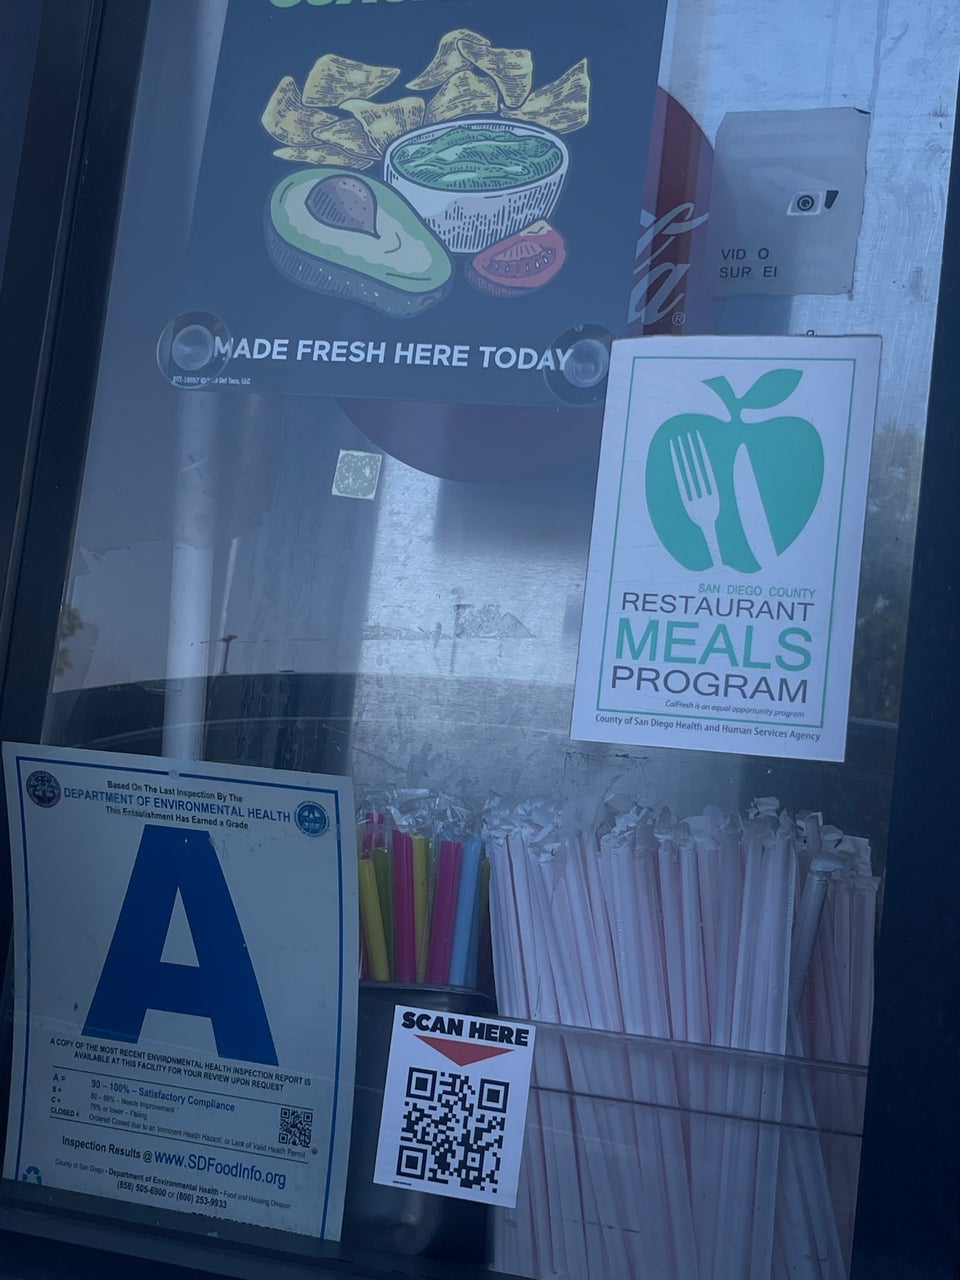 MADE FRESH HERE TODAY
Del Taco, LLC
VID O
SUR EI
la®
SAN DIEGO COUNTY
RESTAURANT
MEALS
PROGRAM
CalFresh is an equal opportunity program
County of San Diego Health and Human Services Agency
Based On The Last Inspection By The
DEPARTMENT OF ENVIRONMENTAL HEALTH
This Establishment Has Earned a Grade
A
A COPY OF THE MOST RECENT ENVIRONMENTAL HEALTH INSPECTION REPORT IS
AVAILABLE AT THIS FACILITY FOR YOUR REVIEW UPON REQUEST
A = 90 – 100% – Satisfactory Compliance
B = 80 – 89% – Needs Improvement
C = 79% or lower – Failing
CLOSED = Ordered Closed due to an Imminent Health Hazard, or Lack of Valid Health Permit
Inspection Results @ www.SDFoodInfo.org
County of San Diego • Department of Environmental Health • Food and Housing Division
(858) 505-6900 or (800) 253-9933
SCAN HERE